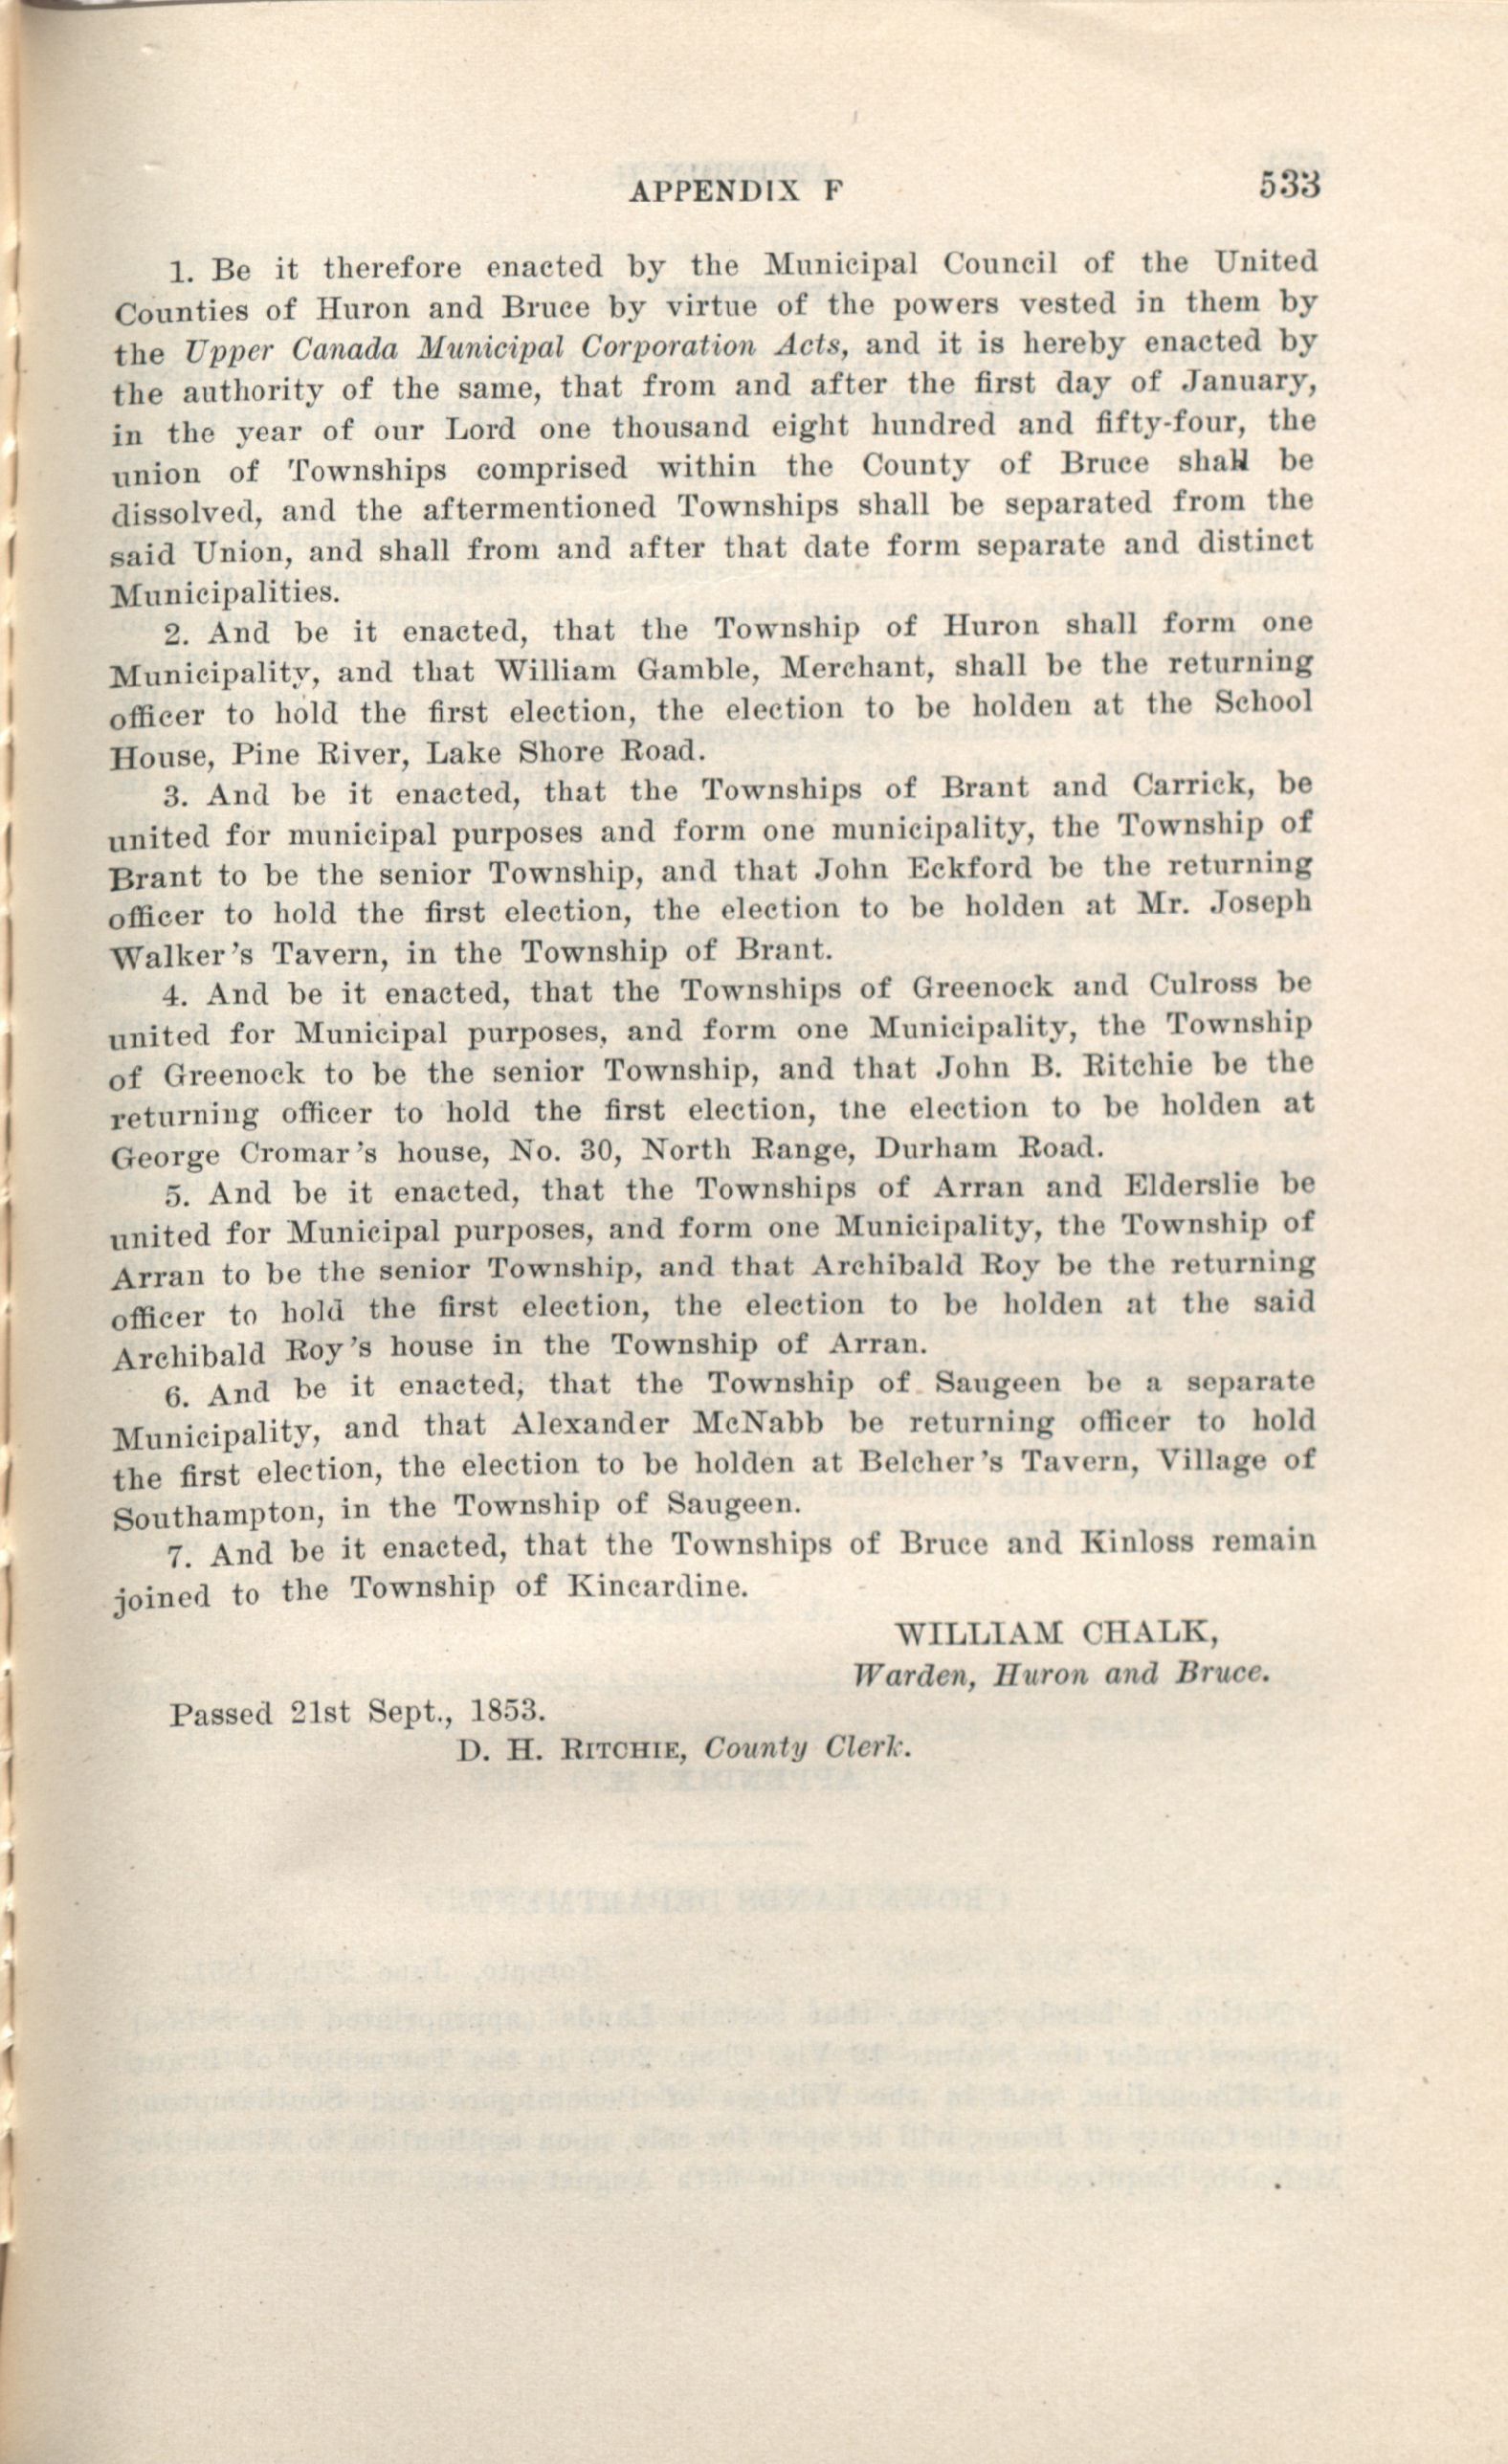 APPENDIX F 533
1. Be it therefore enacted by the Municipal Council of the United
Counties of Huron and Bruce by virtue of the powers vested in them by
the Upper Canada Municipal Corporation Acts, and it is hereby enacted by
the authority of the same, that from and after the first day of January,
in the year of our Lord one thousand eight hundred and fifty-four, the
union of Townships comprised within the County of Bruce shall be
dissolved, and the aftermentioned Townships shall be separated from the
said Union, and shall from and after that date form separate and distinct
Municipalities.
2. And be it enacted, that the Township of Huron shall form one
Municipality, and that William Gamble, Merchant, shall be the returning
officer to hold the first election, the election to be holden at the School
House, Pine River, Lake Shore Road.
3. And be it enacted, that the Townships of Brant and Carrick, be
united for municipal purposes and form one municipality, the Township of
Brant to be the senior Township, and that John Eckford be the returning
officer to hold the first election, the election to be holden at Mr. Joseph
Walker's Tavern, in the Township of Brant.
4. And be it enacted, that the Townships of Greenock and Culross be
united for Municipal purposes, and form one Municipality, the Township
of Greenock to be the senior Township, and that John B. Ritchie be the
returning officer to hold the first election, the election to be holden at
George Cromar's house, No. 30, North Range, Durham Road.
5. And be it enacted, that the Townships of Arran and Elderslie be
united for Municipal purposes, and form one Municipality, the Township of
Arran to be the senior Township, and that Archibald Roy be the returning
officer to hold the first election, the election to be holden at the said
Archibald Roy's house in the Township of Arran.
6. And be it enacted, that the Township of Saugeen be a separate
Municipality, and that Alexander McNabb be returning officer to hold
the first election, the election to be holden at Belcher's Tavern, Village of
Southampton, in the Township of Saugeen.
7. And be it enacted, that the Townships of Bruce and Kinloss remain
joined to the Township of Kincardine.
WILLIAM CHALK,
Warden, Huron and Bruce.
Passed 21st Sept., 1853.
D. H. RITCHIE, County Clerk.